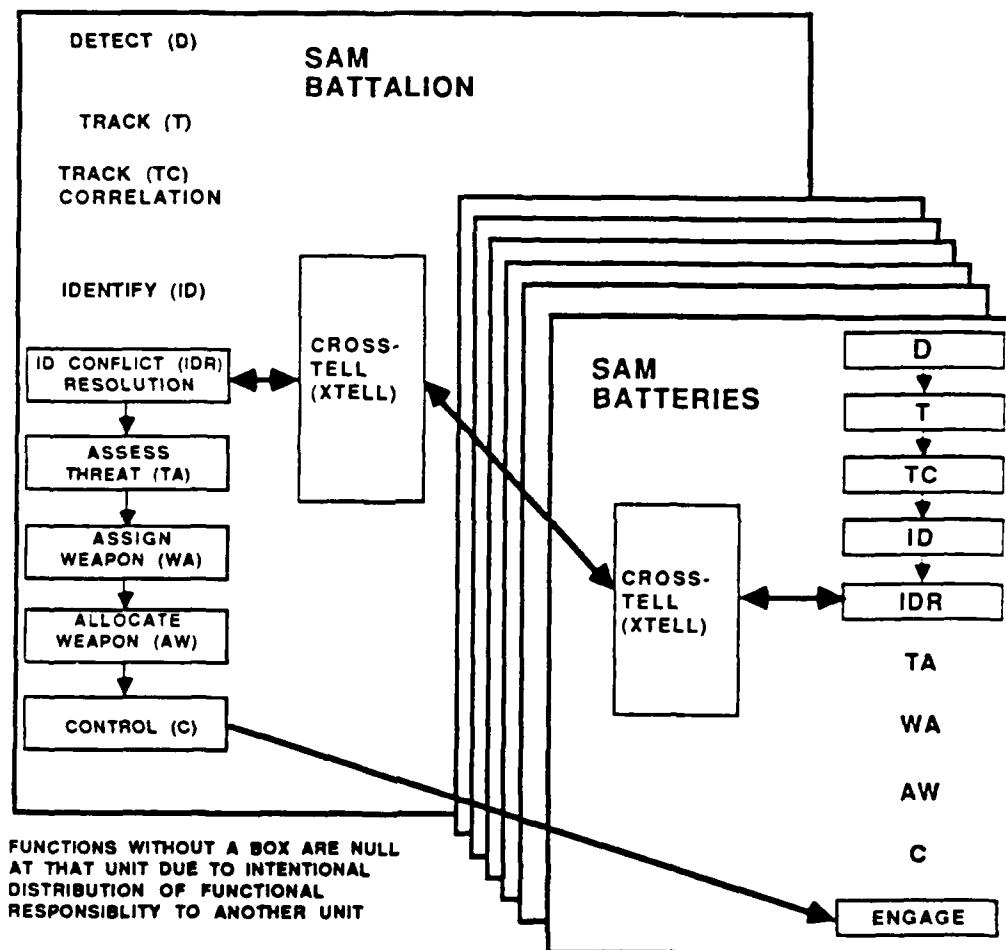 DETECT (D)
SAM
BATTALION
TRACK (T)
TRACK (TC)
CORRELATION
IDENTIFY (ID)
ID CONFLICT (IDR)
RESOLUTION
CROSS-
TELL
(XTELL)
ASSESS
THREAT (TA)
ASSIGN
WEAPON (WA)
ALLOCATE
WEAPON (AW)
CONTROL (C)
SAM
BATTERIES
D
T
TC
ID
IDR
CROSS-
TELL
(XTELL)
TA
WA
AW
C
ENGAGE
FUNCTIONS WITHOUT A BOX ARE NULL
AT THAT UNIT DUE TO INTENTIONAL
DISTRIBUTION OF FUNCTIONAL
RESPONSIBLITY TO ANOTHER UNIT